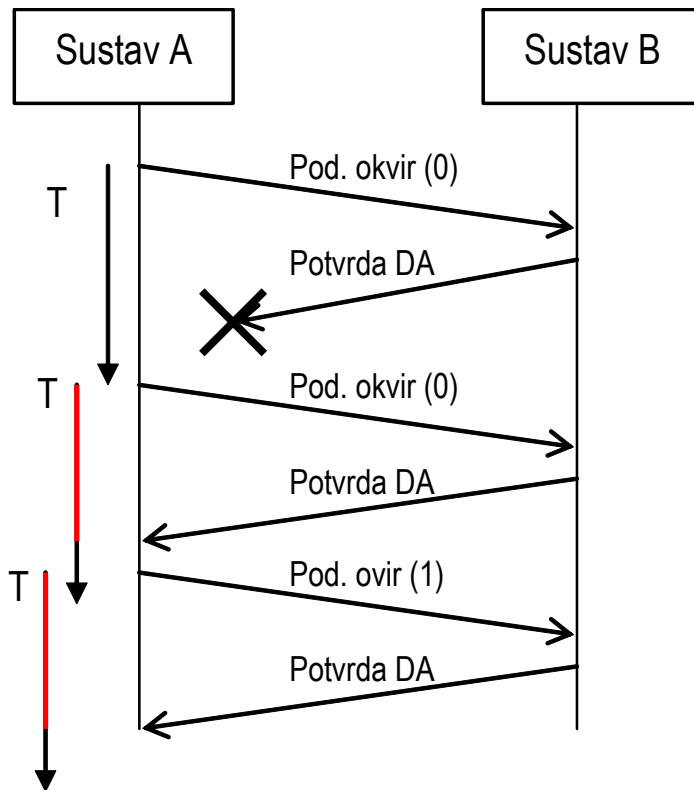 Sustav A
Sustav B
Pod. okvir (0)
T
Potvrda DA
T
Pod. okvir (0)
Potvrda DA
T
Pod. ovir (1)
Potvrda DA